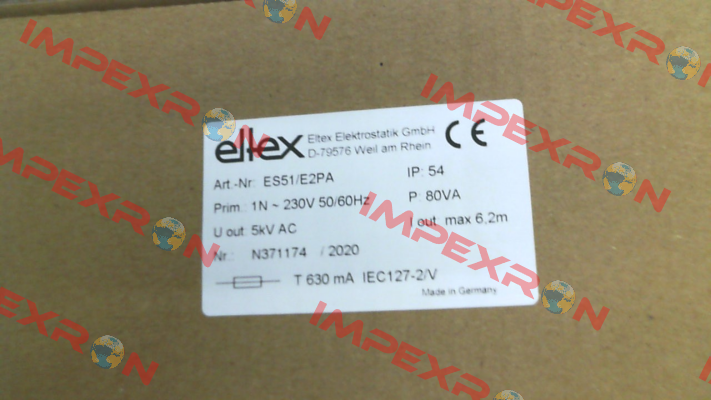 eltex
Eltex Elektrostatik GmbH
D-79576 Weil am Rhein
CE
Art.-Nr: ES51/E2PA IP: 54
Prim.: 1N ~ 230V 50/60Hz P: 80VA
U out 5kV AC I out max 6,2m
Nr.: N371174 / 2020
T 630 mA IEC127-2/V
Made in Germany
IMPEXRON
IMPEXRON
IMPEXRON
IMPEXRON
IMPEXRON
IMPEXRON